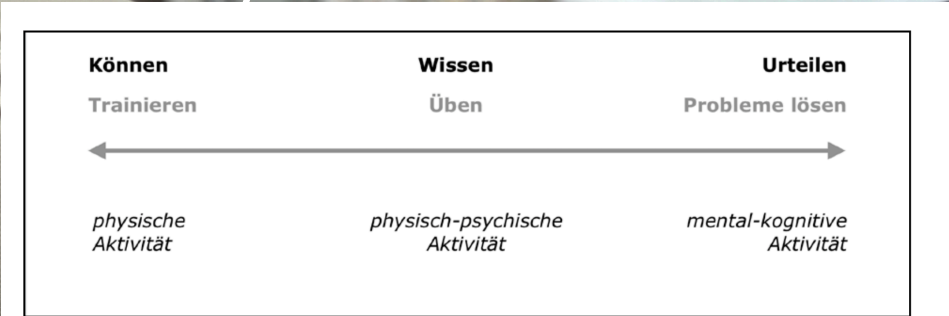 Können Wissen Urteilen
Trainieren Üben Probleme lösen
physische physisch-psychische mental-kognitive
Aktivität Aktivität Aktivität